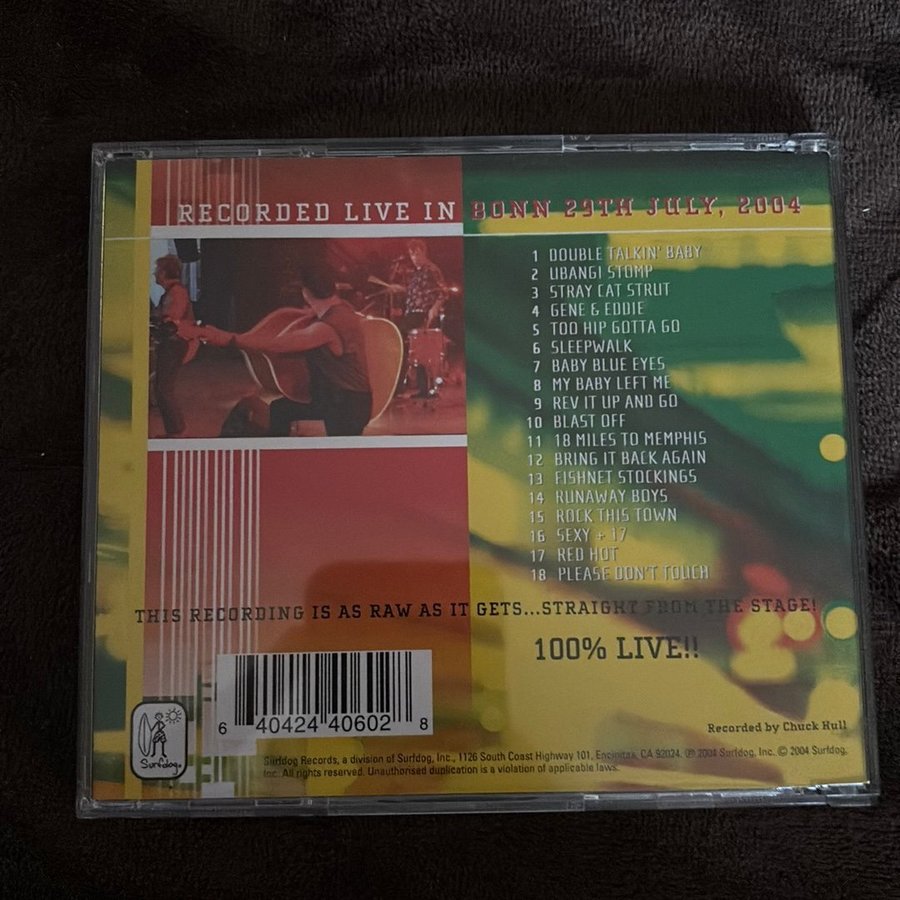 RECORDED LIVE IN BONN 29TH JULY, 2004
1 DOUBLE TALKIN' BABY
2 UBANGI STOMP
3 STRAY CAT STRUT
4 GENE & EDDIE
5 TOO HIP GOTTA GO
6 SLEEPWALK
7 BABY BLUE EYES
8 MY BABY LEFT ME
9 REV IT UP AND GO
10 BLAST OFF
11 18 MILES TO MEMPHIS
12 BRING IT BACK AGAIN
13 FISHNET STOCKINGS
14 RUNAWAY BOYS
15 ROCK THIS TOWN
16 SEXY + 17
17 RED HOT
18 PLEASE DON'T TOUCH
THIS RECORDING IS AS RAW AS IT GETS...STRAIGHT FROM THE STAGE!
100% LIVE!!
6 40424 40602 8
Recorded by Chuck Hull
Surfdog®
Surfdog Records, a division of Surfdog, Inc., 1126 South Coast Highway 101, Encinitas, CA 92024. ℗ 2004 Surfdog, Inc. © 2004 Surfdog,
Inc. All rights reserved. Unauthorised duplication is a violation of applicable laws.